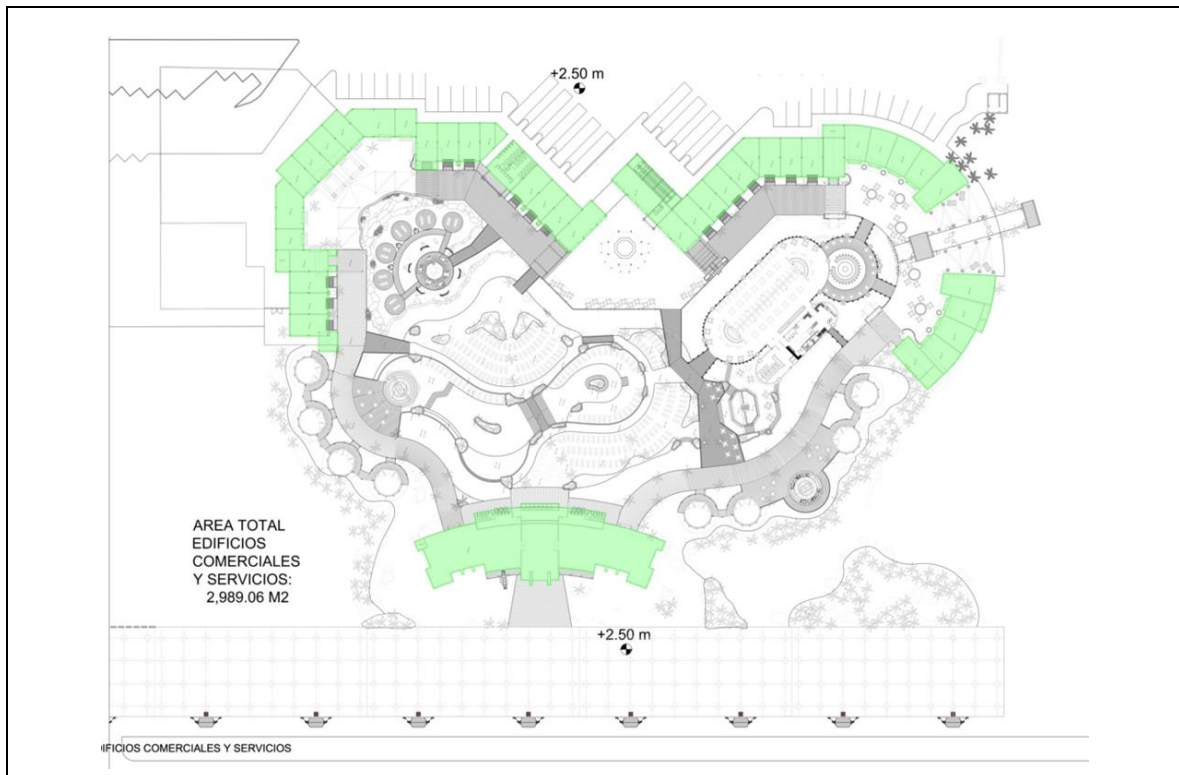 +2.50 m
AREA TOTAL
EDIFICIOS
COMERCIALES
Y SERVICIOS:
2,989.06 M2
+2.50 m
IFICIOS COMERCIALES Y SERVICIOS